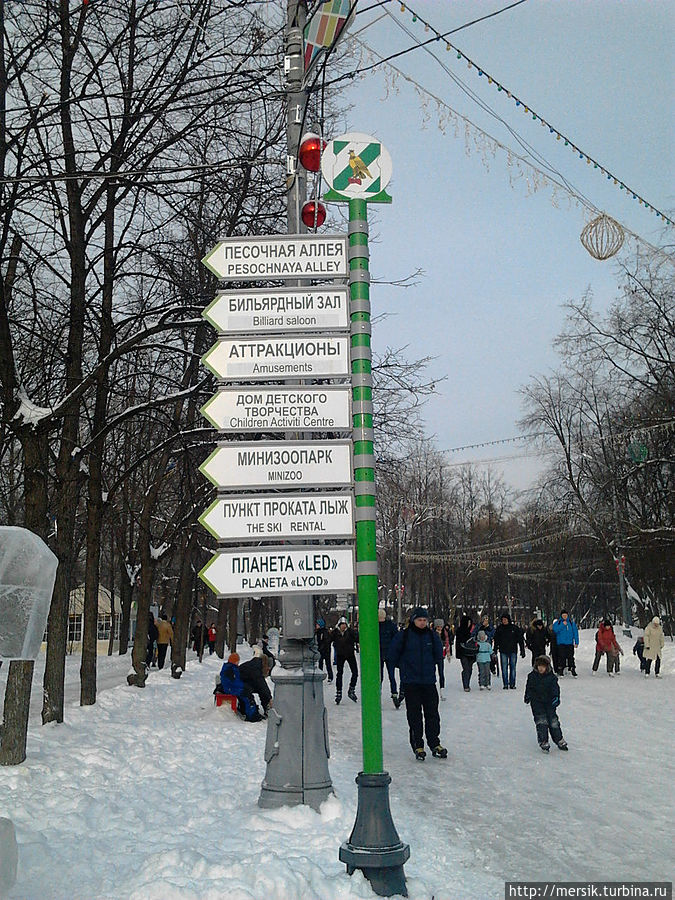 ПЕСОЧНАЯ АЛЛЕЯ
PESOCHNAYA ALLEY
БИЛЬЯРДНЫЙ ЗАЛ
Billiard saloon
АТТРАКЦИОНЫ
Amusements
ДОМ ДЕТСКОГО
ТВОРЧЕСТВА
Children Activiti Centre
МИНИЗООПАРК
MINIZOO
ПУНКТ ПРОКАТА ЛЫЖ
THE SKI RENTAL
ПЛАНЕТА «LED»
PLANETA «LYOD»
http://mersik.turbina.ru